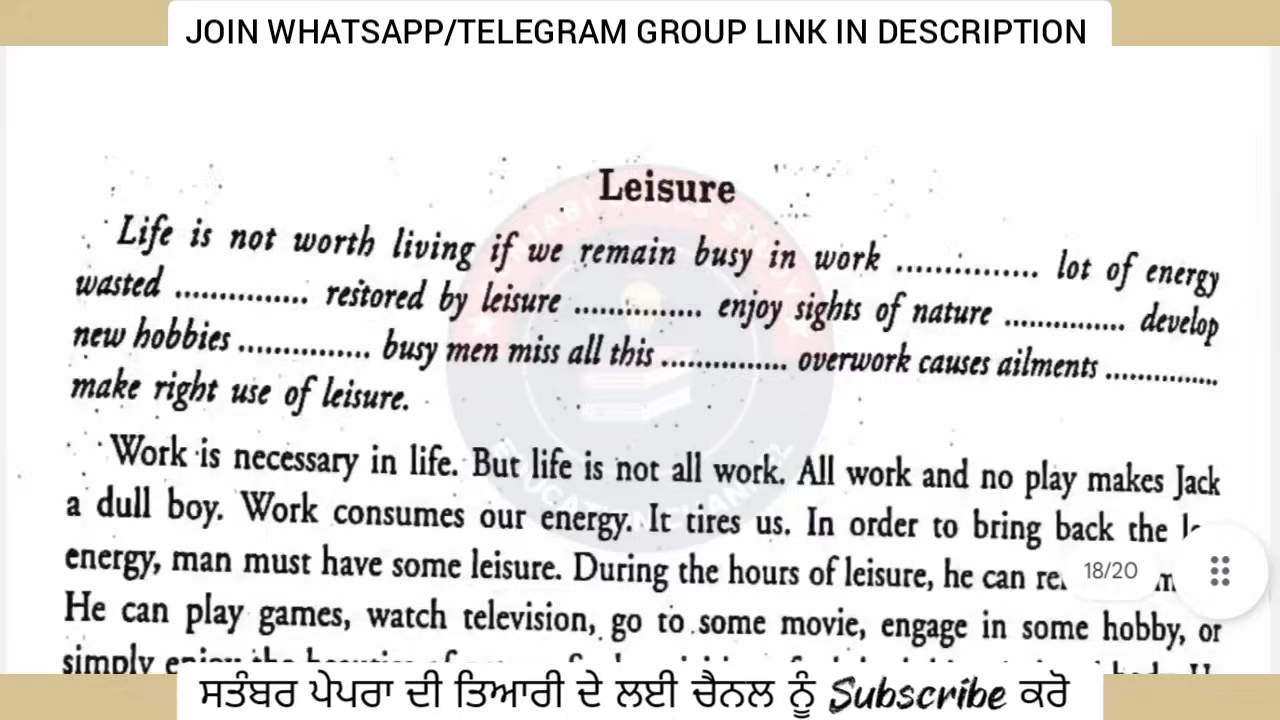 JOIN WHATSAPP/TELEGRAM GROUP LINK IN DESCRIPTION
Leisure
Life is not worth living if we remain busy in work ............... lot of energy
wasted ............... restored by leisure ............... enjoy sights of nature ............... develop
new hobbies ............... busy men miss all this ............... overwork causes ailments ...............
make right use of leisure.
Work is necessary in life. But life is not all work. All work and no play makes Jack
a dull boy. Work consumes our energy. It tires us. In order to bring back the
energy, man must have some leisure. During the hours of leisure, he can
18/20
He can play games, watch television, go to some movie, engage in some hobby, or
simply enjoy the
ਸਤੰਬਰ ਪੇਪਰਾ ਦੀ ਤਿਆਰੀ ਦੇ ਲਈ ਚੈਨਲ ਨੂੰ Subscribe ਕਰੋ